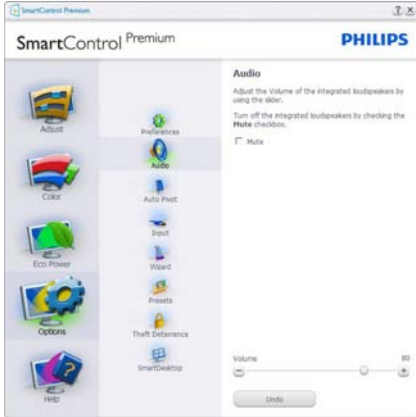 SmartControl Premium
SmartControl Premium
PHILIPS
Adjust
Color
Eco Power
Options
Help
Preferences
Audio
Auto Pivot
Input
Wizard
Presets
Theft Deterrence
SmartDesktop
Audio
Adjust the Volume of the integrated loudspeakers by
using the slider.
Turn off the integrated loudspeakers by checking the
Mute checkbox.
Mute
Volume 80
Undo